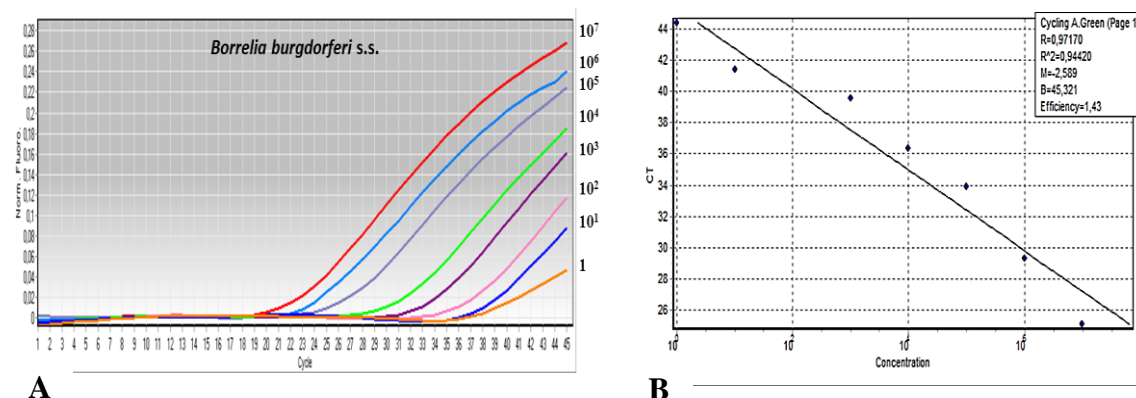 Borrelia burgdorferi s.s.
Norm. Fluoro.
0,28
0,26
0,24
0,22
0,2
0,18
0,16
0,14
0,12
0,1
0,08
0,06
0,04
0,02
0
10⁷
10⁶
10⁵
10⁴
10³
10²
10¹
1
1 2 3 4 5 6 7 8 9 10 11 12 13 14 15 16 17 18 19 20 21 22 23 24 25 26 27 28 29 30 31 32 33 34 35 36 37 38 39 40 41 42 43 44 45
Cycle
A
Cycling A.Green (Page 1
R=0,97170
R^2=0,94420
M=-2,589
B=45,321
Efficiency=1,43
CT
44
42
40
38
36
34
32
30
28
26
Concentration
B